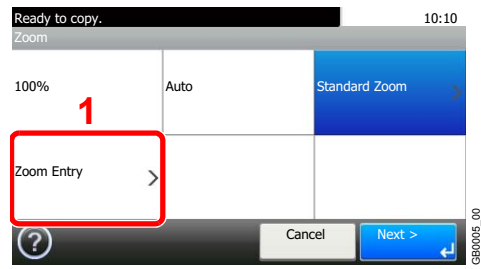 Ready to copy. 10:10
Zoom
100% Auto Standard Zoom
1
Zoom Entry >
? Cancel Next >
GB0005_00